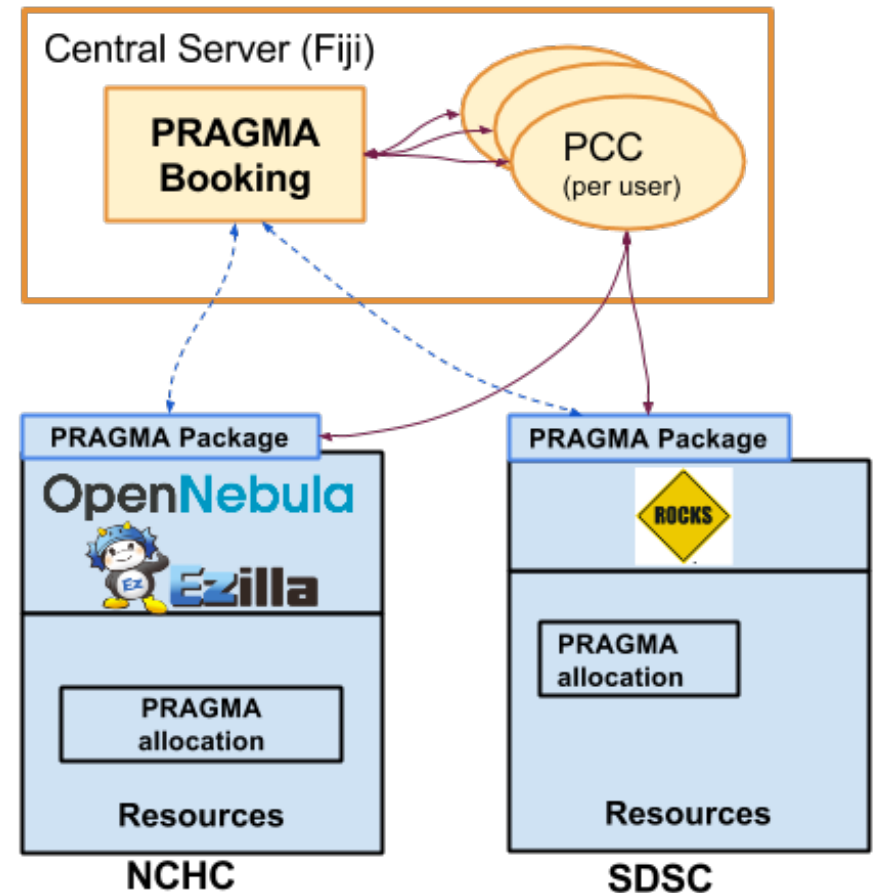 Central Server (Fiji)
PRAGMA
Booking
PCC
(per user)
PRAGMA Package
OpenNebula
Ez
Ezilla
PRAGMA
allocation
Resources
NCHC
PRAGMA Package
ROCKS
PRAGMA
allocation
Resources
SDSC